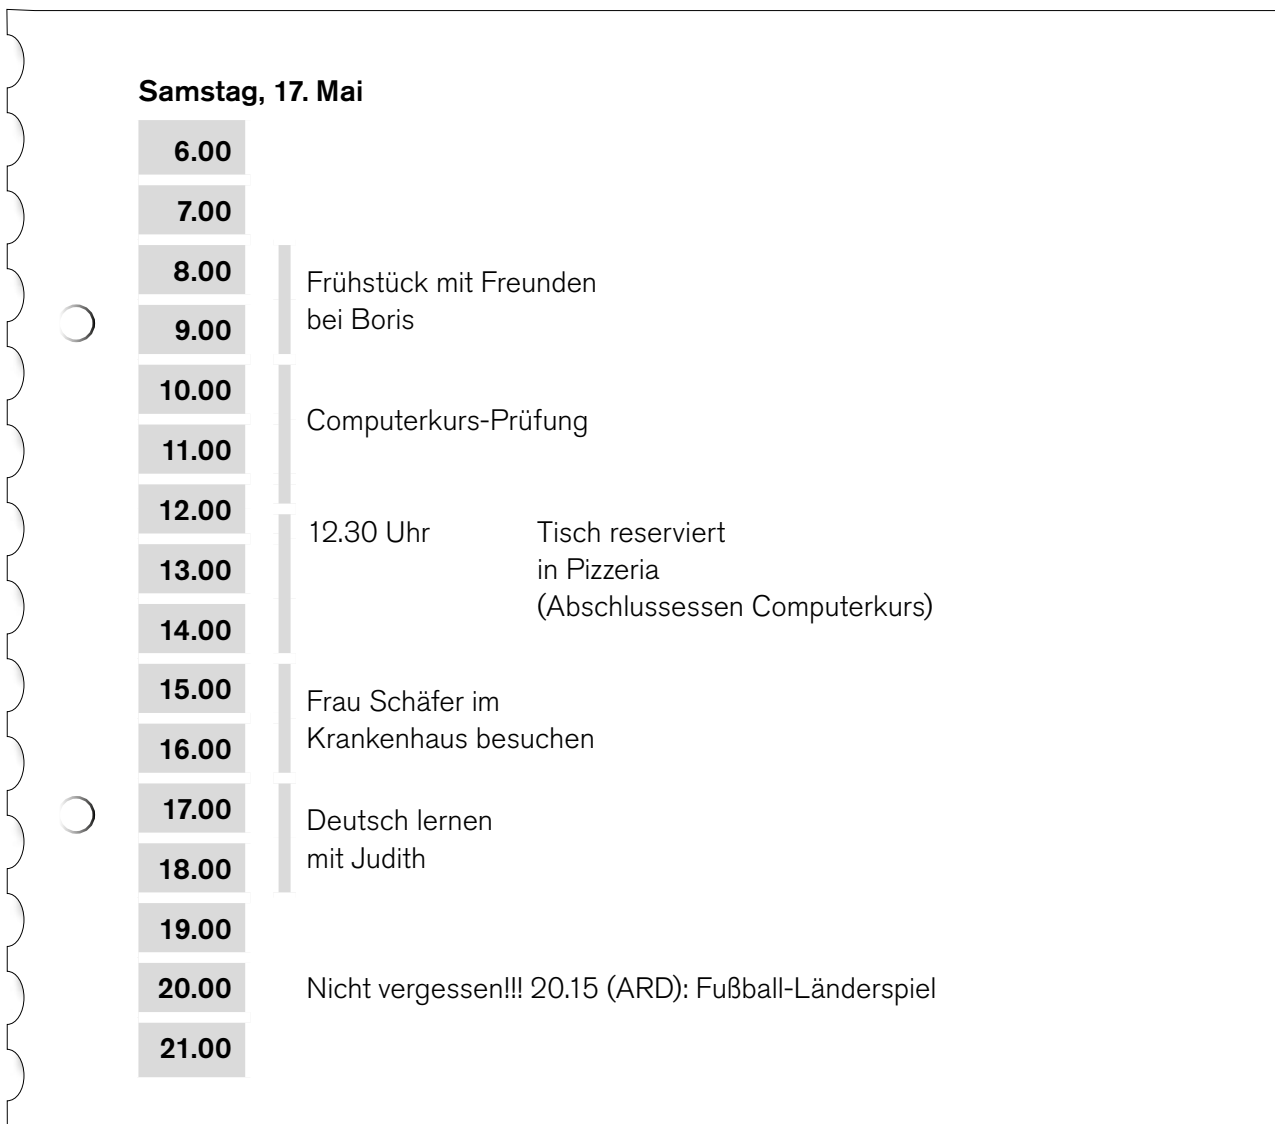 Samstag, 17. Mai
6.00
7.00
8.00
Frühstück mit Freunden
bei Boris
9.00
10.00
Computerkurs-Prüfung
11.00
12.00
12.30 Uhr Tisch reserviert
in Pizzeria
13.00
(Abschlussessen Computerkurs)
14.00
15.00
Frau Schäfer im
Krankenhaus besuchen
16.00
17.00
Deutsch lernen
mit Judith
18.00
19.00
20.00 Nicht vergessen!!! 20.15 (ARD): Fußball-Länderspiel
21.00